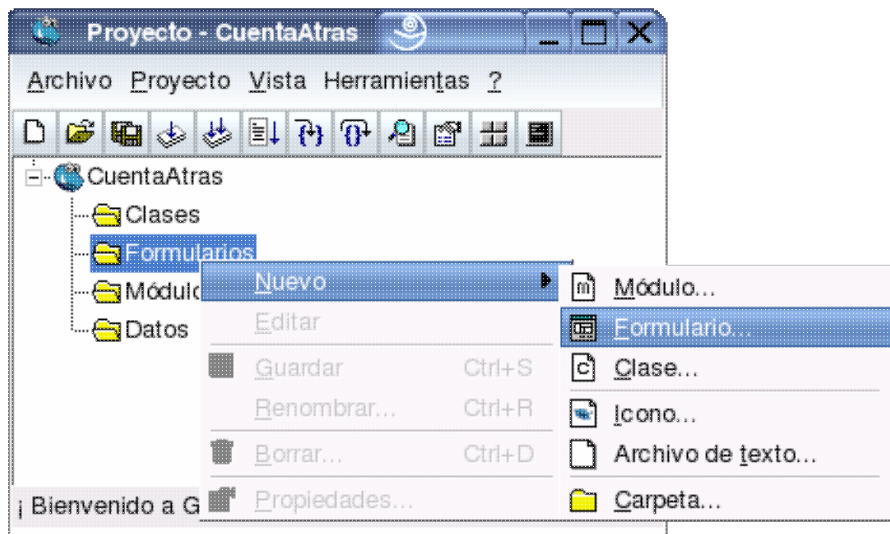 Proyecto - CuentaAtras
Archivo Proyecto Vista Herramientas ?
CuentaAtras
Clases
Formularios
Módulo
Datos
Nuevo
Editar
Guardar Ctrl+S
Renombrar... Ctrl+R
Borrar... Ctrl+D
Propiedades...
Módulo...
Formulario...
Clase...
Icono...
Archivo de texto...
Carpeta...
¡ Bienvenido a G